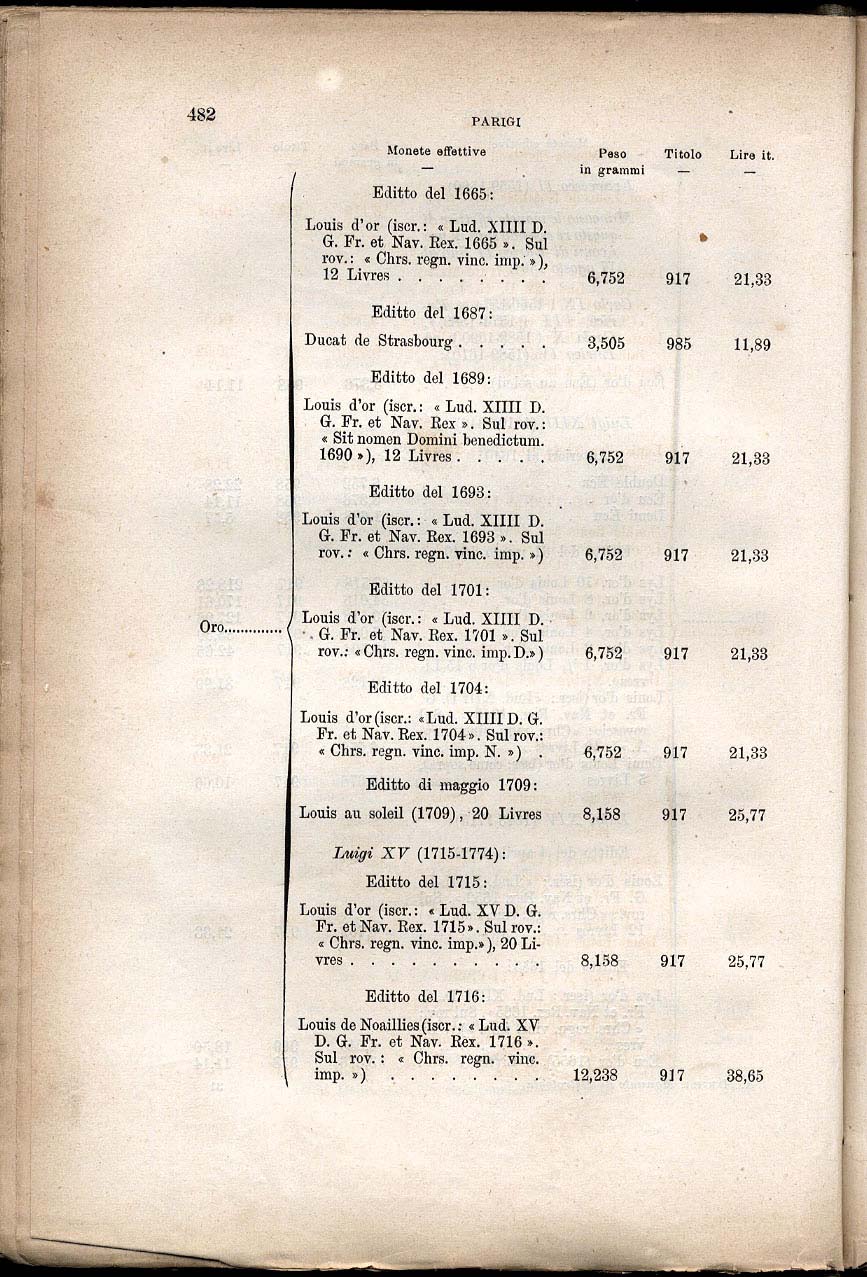 482
PARIGI
Monete effettive Peso in grammi Titolo Lire it.
Editto del 1665:
Louis d'or (iscr.: « Lud. XIIII D.
G. Fr. et Nav. Rex. 1665 ». Sul
rov.: « Chrs. regn. vinc. imp. »),
12 Livres . . . . . . . . 6,752 917 21,33
Editto del 1687:
Ducat de Strasbourg . . . . . 3,505 985 11,89
Editto del 1689:
Louis d'or (iscr.: « Lud. XIIII D.
G. Fr. et Nav. Rex ». Sul rov.:
« Sit nomen Domini benedictum.
1690 »), 12 Livres . . . . . 6,752 917 21,33
Editto del 1693:
Louis d'or (iscr.: « Lud. XIIII D.
G. Fr. et Nav. Rex. 1693 ». Sul
rov.: « Chrs. regn. vinc. imp. ») 6,752 917 21,33
Editto del 1701:
Louis d'or (iscr.: « Lud. XIIII D.
Oro.............. G. Fr. et Nav. Rex. 1701 ». Sul
rov.: « Chrs. regn. vinc. imp. D.») 6,752 917 21,33
Editto del 1704:
Louis d'or (iscr.: «Lud. XIIII D. G.
Fr. et Nav. Rex. 1704». Sul rov.:
« Chrs. regn. vinc. imp. N. ») . 6,752 917 21,33
Editto di maggio 1709:
Louis au soleil (1709), 20 Livres 8,158 917 25,77
Luigi XV (1715-1774):
Editto del 1715:
Louis d'or (iscr.: « Lud. XV D. G.
Fr. et Nav. Rex. 1715». Sul rov.:
« Chrs. regn. vinc. imp.»), 20 Li-
vres . . . . . . . . . . 8,158 917 25,77
Editto del 1716:
Louis de Noaillies (iscr.: « Lud. XV
D. G. Fr. et Nav. Rex. 1716 ».
Sul rov. : « Chrs. regn. vinc.
imp. ») . . . . . . . . 12,238 917 38,65